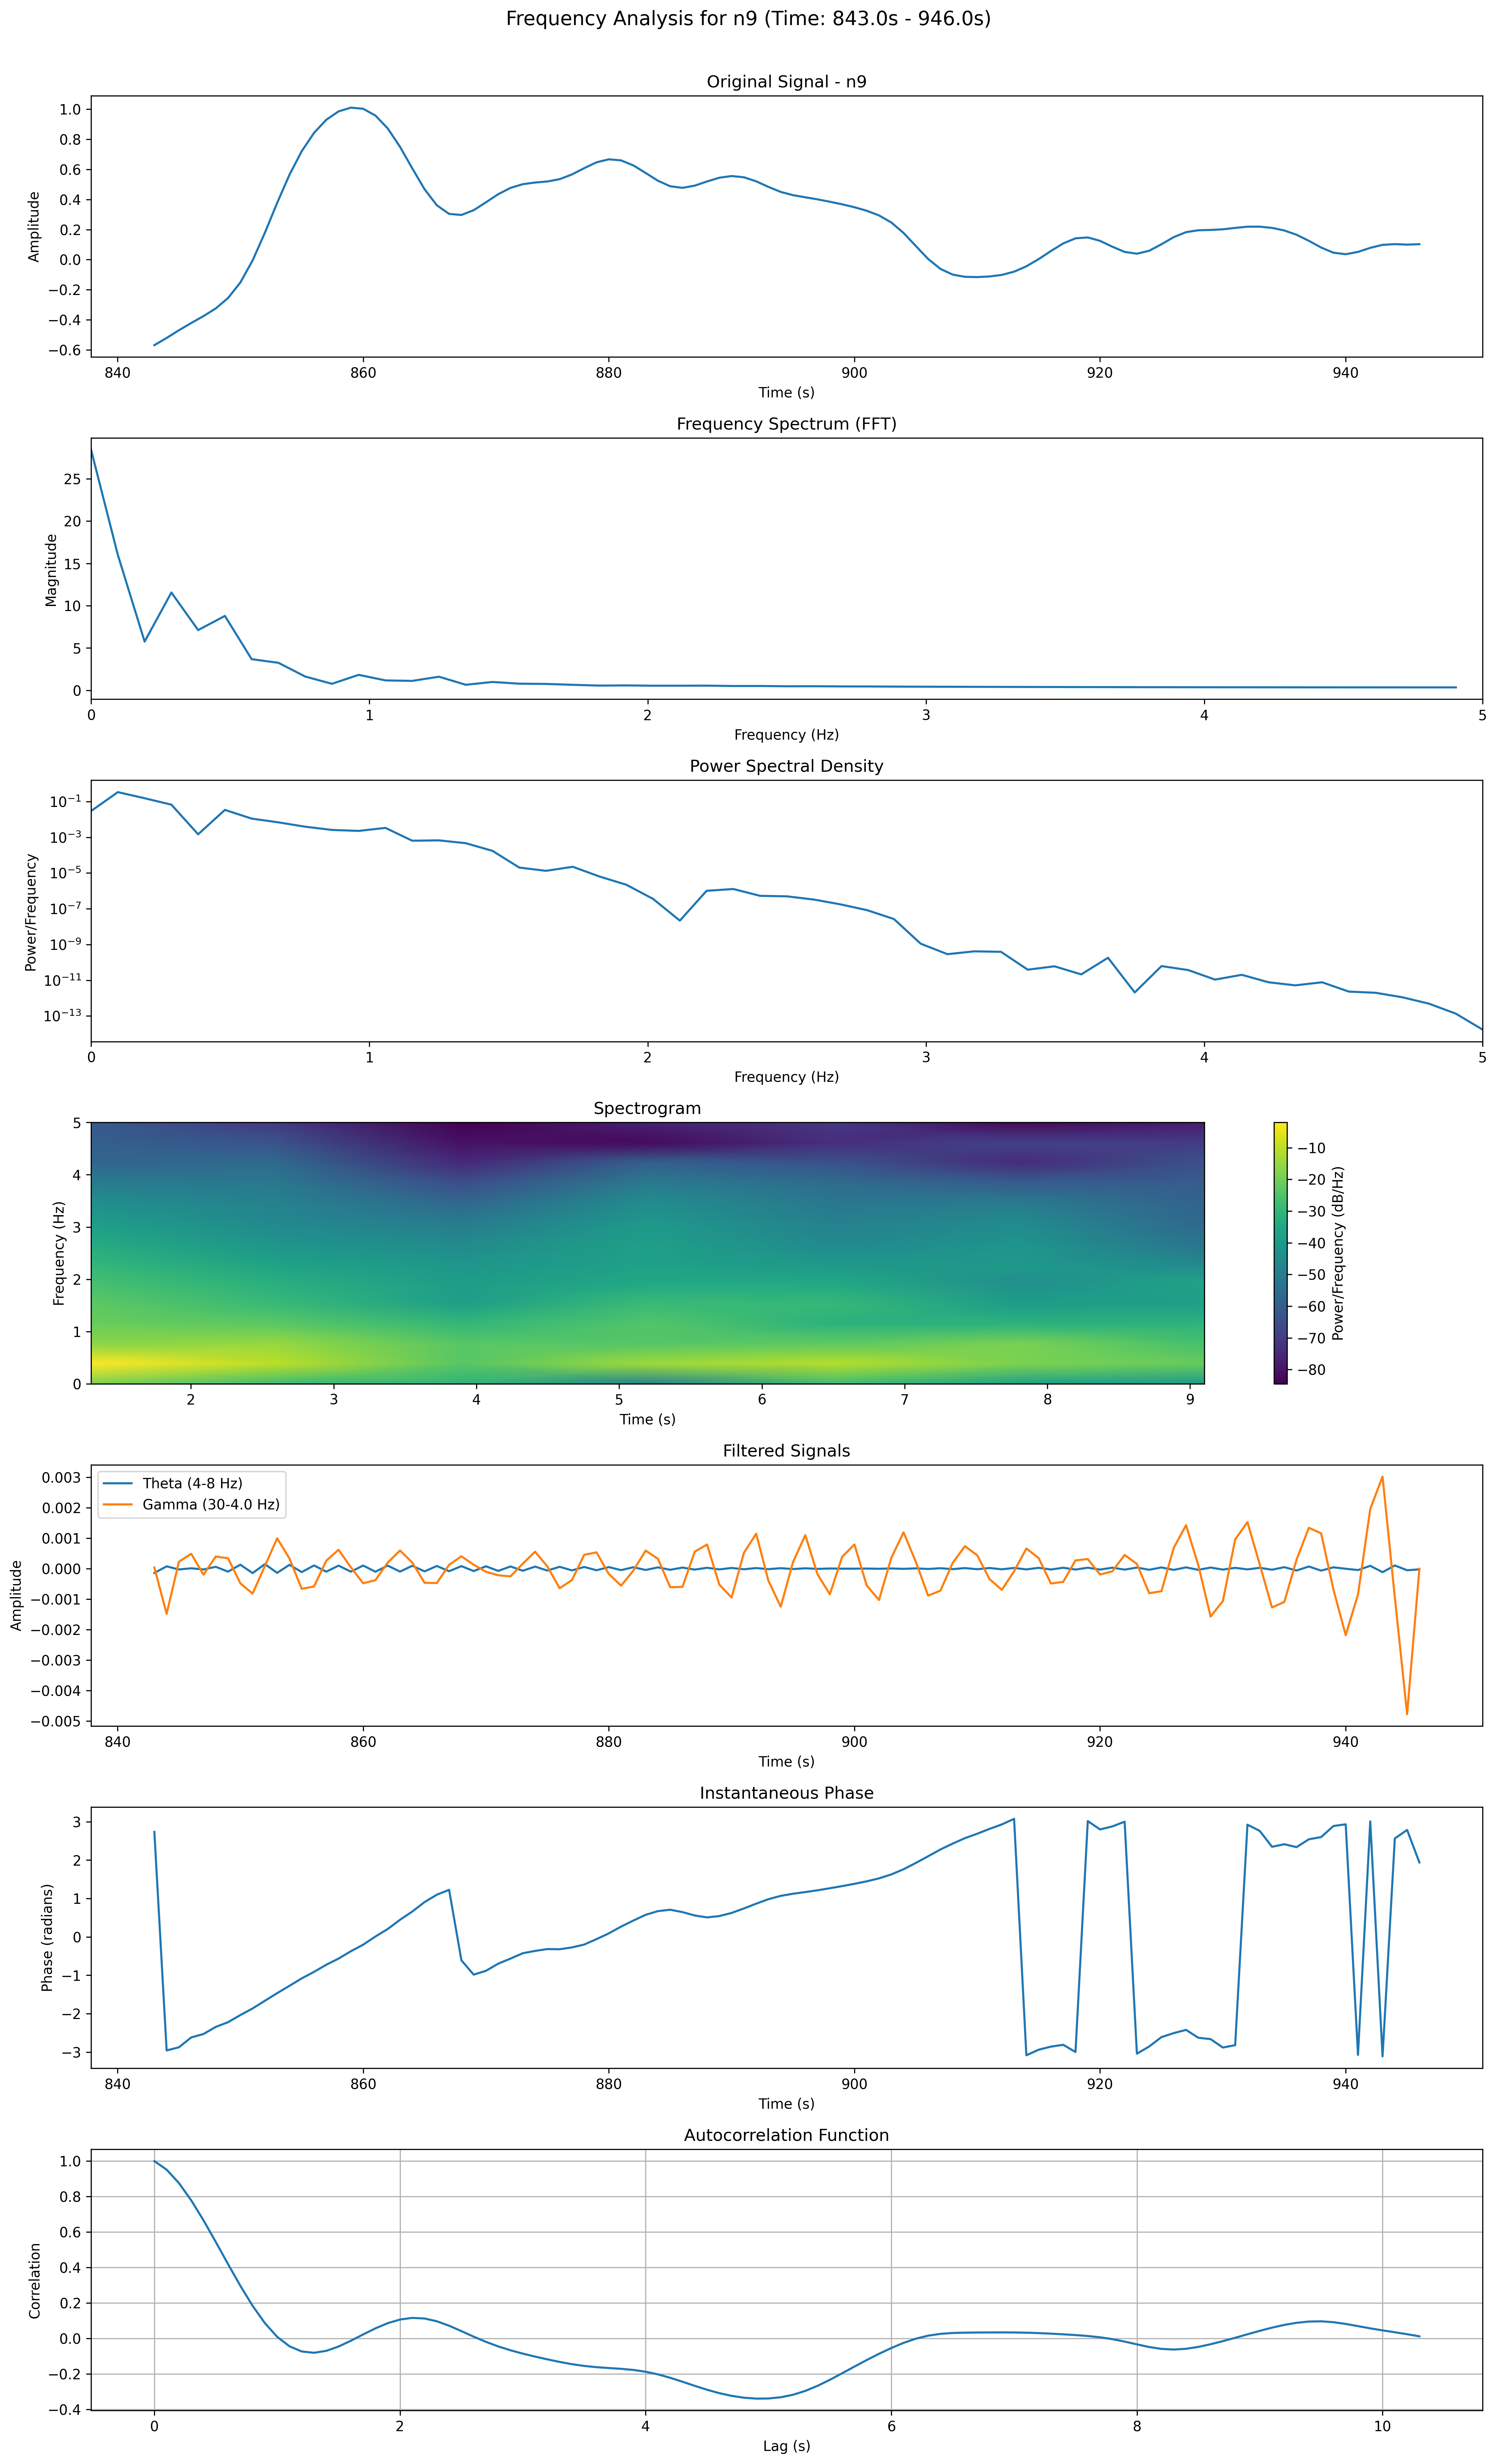 Frequency Analysis for n9 (Time: 843.0s - 946.0s)
Original Signal - n9
1.0
0.8
0.6
0.4
0.2
0.0
−0.2
−0.4
−0.6
Amplitude
840 860 880 900 920 940
Time (s)
Frequency Spectrum (FFT)
25
20
15
10
5
0
Magnitude
0 1 2 3 4 5
Frequency (Hz)
Power Spectral Density
10⁻¹
10⁻³
10⁻⁵
10⁻⁷
10⁻⁹
10⁻¹¹
10⁻¹³
Power/Frequency
0 1 2 3 4 5
Frequency (Hz)
Spectrogram
5
4
3
2
1
0
Frequency (Hz)
2 3 4 5 6 7 8 9
Time (s)
−10
−20
−30
−40
−50
−60
−70
−80
Power/Frequency (dB/Hz)
Filtered Signals
Theta (4-8 Hz)
Gamma (30-4.0 Hz)
0.003
0.002
0.001
0.000
−0.001
−0.002
−0.003
−0.004
−0.005
Amplitude
840 860 880 900 920 940
Time (s)
Instantaneous Phase
3
2
1
0
−1
−2
−3
Phase (radians)
840 860 880 900 920 940
Time (s)
Autocorrelation Function
1.0
0.8
0.6
0.4
0.2
0.0
−0.2
−0.4
Correlation
0 2 4 6 8 10
Lag (s)